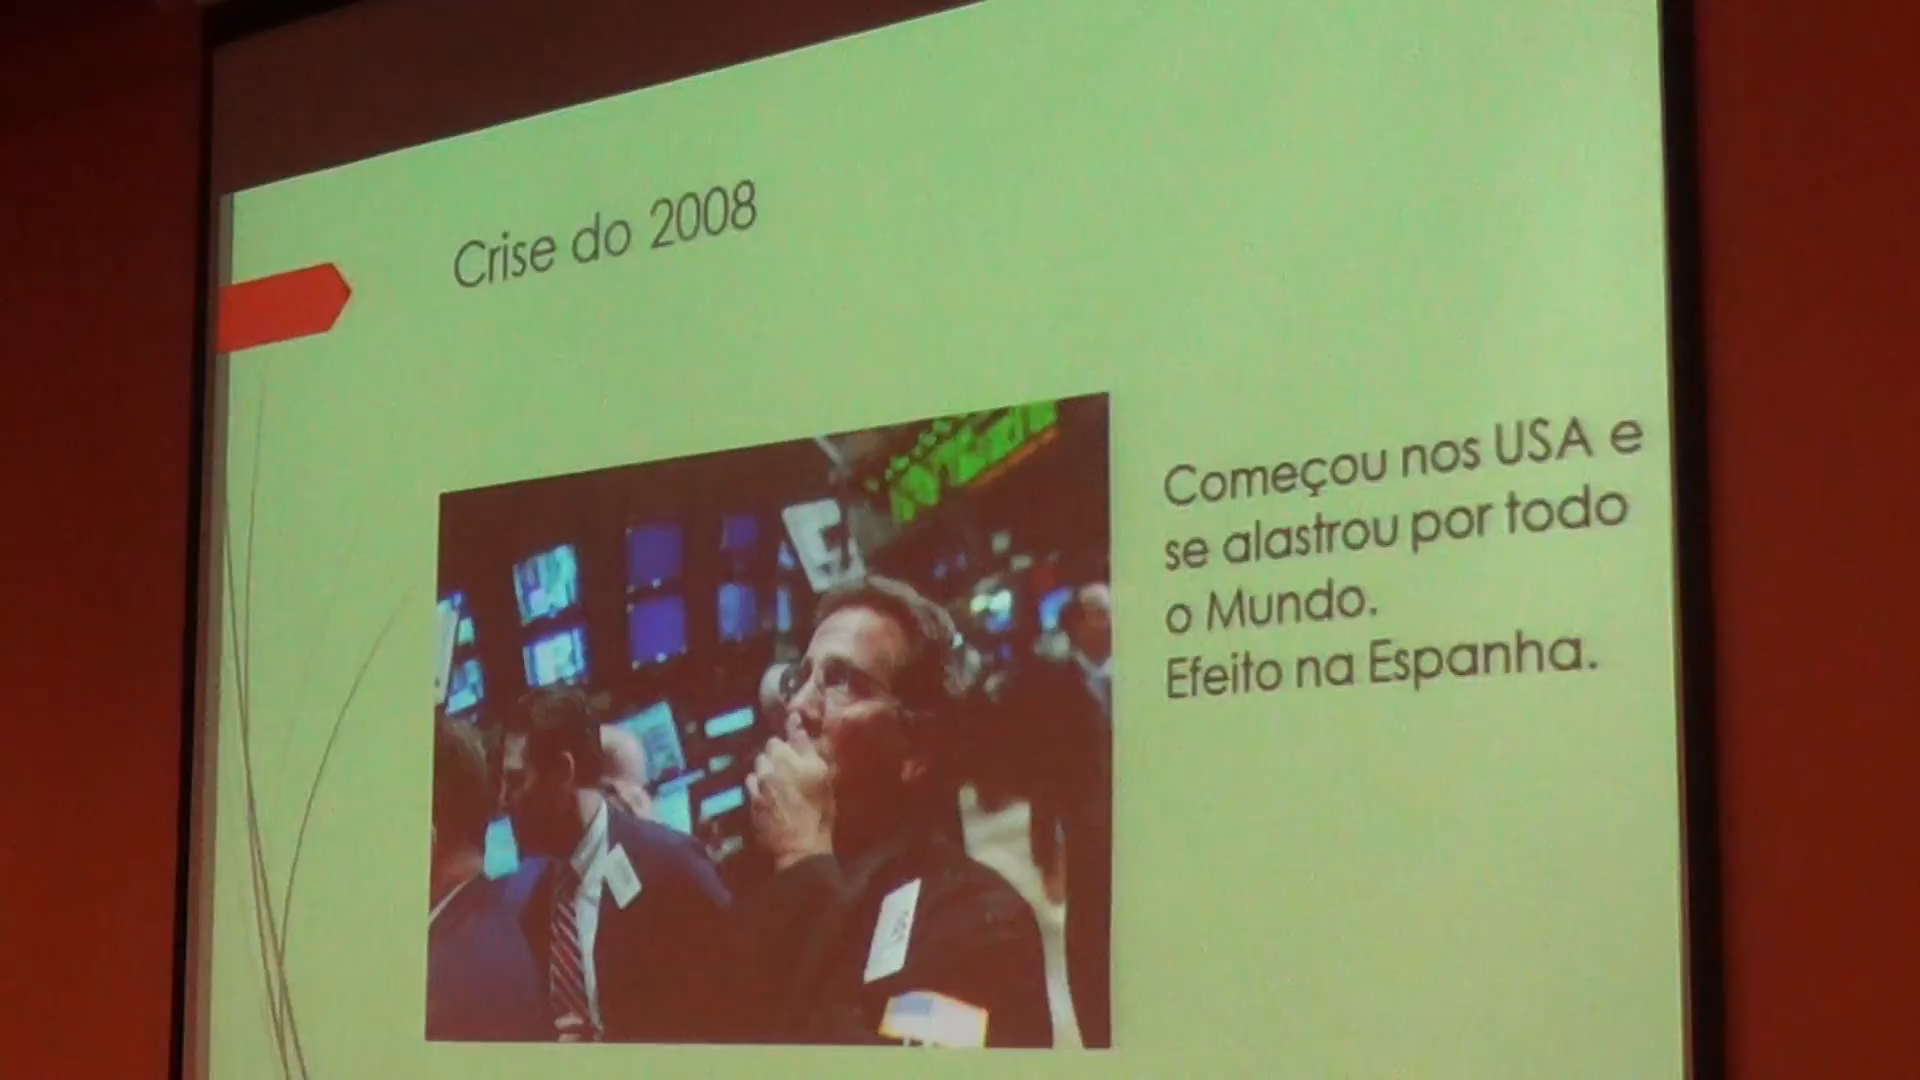 Crise do 2008
Começou nos USA e
se alastrou por todo
o Mundo.
Efeito na Espanha.